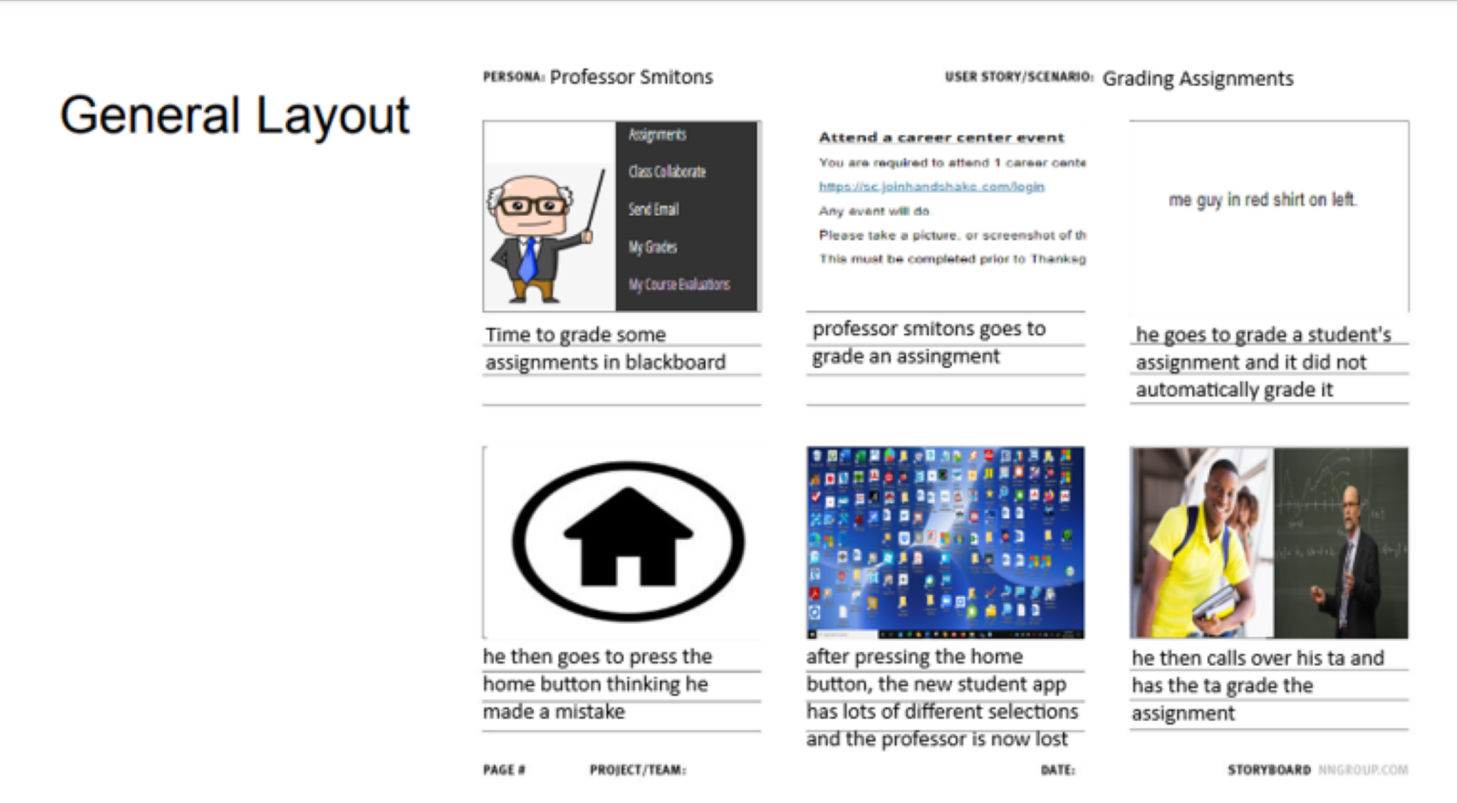 General Layout
PERSONA: Professor Smitons
USER STORY/SCENARIO: Grading Assignments
Assignments
Class Collaborate
Send Email
My Grades
My Course Evaluations
Time to grade some
assignments in blackboard
Attend a career center event
You are required to attend 1 career cente
https://sc.joinhandshake.com/login
Any event will do.
Please take a picture, or screenshot of th
This must be completed prior to Thanksg
professor smitons goes to
grade an assingment
me guy in red shirt on left.
he goes to grade a student's
assignment and it did not
automatically grade it
he then goes to press the
home button thinking he
made a mistake
after pressing the home
button, the new student app
has lots of different selections
and the professor is now lost
he then calls over his ta and
has the ta grade the
assignment
PAGE #
PROJECT/TEAM:
DATE:
STORYBOARD NNGROUP.COM